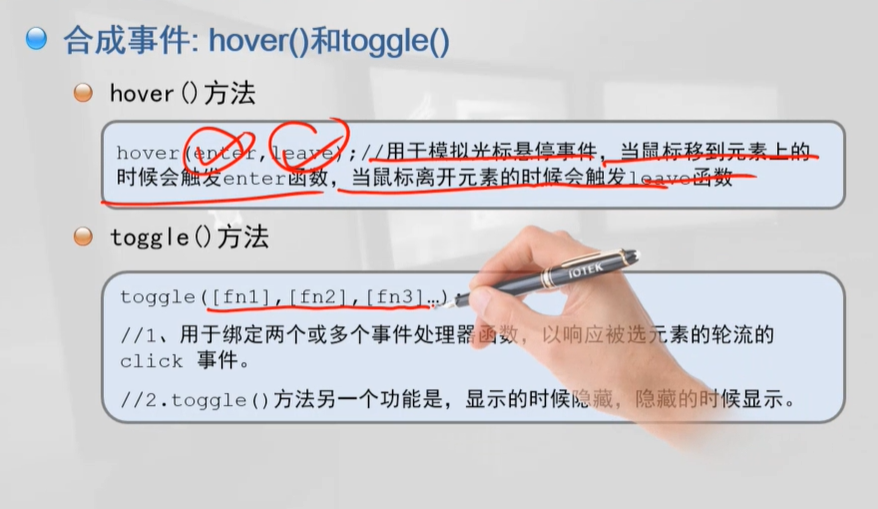 合成事件: hover()和toggle()
hover()方法
hover(enter,leave);//用于模拟光标悬停事件，当鼠标移到元素上的
时候会触发enter函数，当鼠标离开元素的时候会触发leave函数
toggle()方法
toggle([fn1],[fn2],[fn3]…);
IOTEK
//1、用于绑定两个或多个事件处理器函数，以响应被选元素的轮流的
click 事件。
//2.toggle()方法另一个功能是，显示的时候隐藏，隐藏的时候显示。